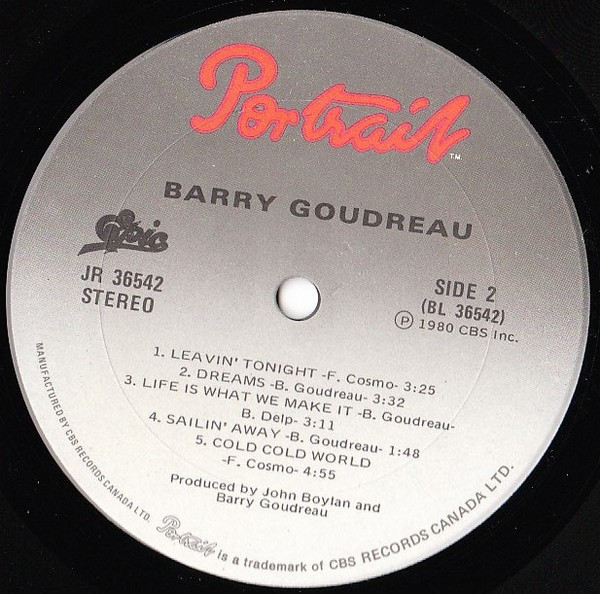 Portrait
T.M.
BARRY GOUDREAU
Epic
JR 36542
STEREO
SIDE 2
(BL 36542)
℗ 1980 CBS Inc.
1. LEAVIN' TONIGHT -F. Cosmo- 3:25
2. DREAMS -B. Goudreau- 3:32
3. LIFE IS WHAT WE MAKE IT -B. Goudreau-
B. Delp- 3:11
4. SAILIN' AWAY -B. Goudreau- 1:48
5. COLD COLD WORLD
-F. Cosmo- 4:55
Produced by John Boylan and
Barry Goudreau
MANUFACTURED BY CBS RECORDS CANADA LTD. Portrait is a trademark of CBS RECORDS CANADA LTD.